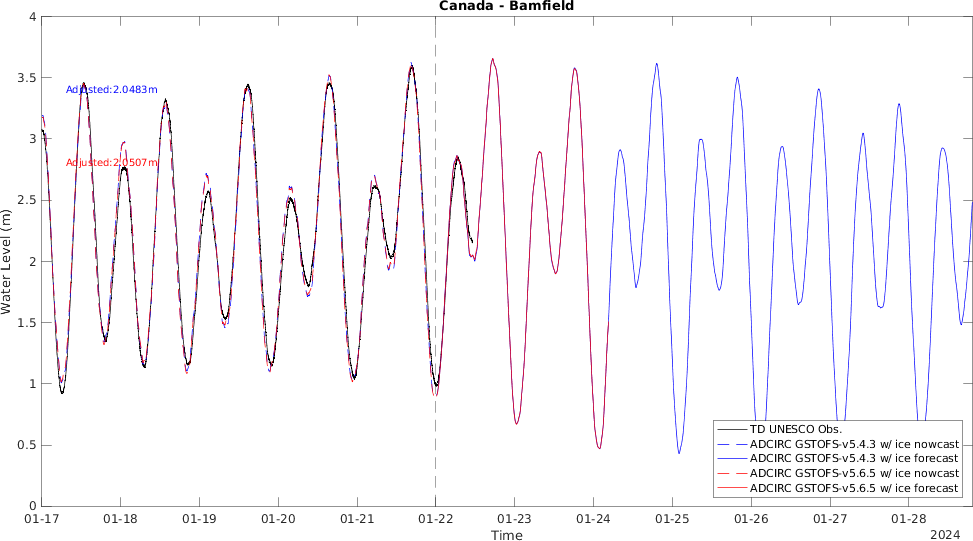 Canada - Bamfield
4
3.5
3
2.5
2
1.5
1
0.5
0
Water Level (m)
Adjusted:2.0483m
Adjusted:2.0507m
TD UNESCO Obs.
ADCIRC GSTOFS-v5.4.3 w/ ice nowcast
ADCIRC GSTOFS-v5.4.3 w/ ice forecast
ADCIRC GSTOFS-v5.6.5 w/ ice nowcast
ADCIRC GSTOFS-v5.6.5 w/ ice forecast
01-17 01-18 01-19 01-20 01-21 01-22 01-23 01-24 01-25 01-26 01-27 01-28
Time
2024